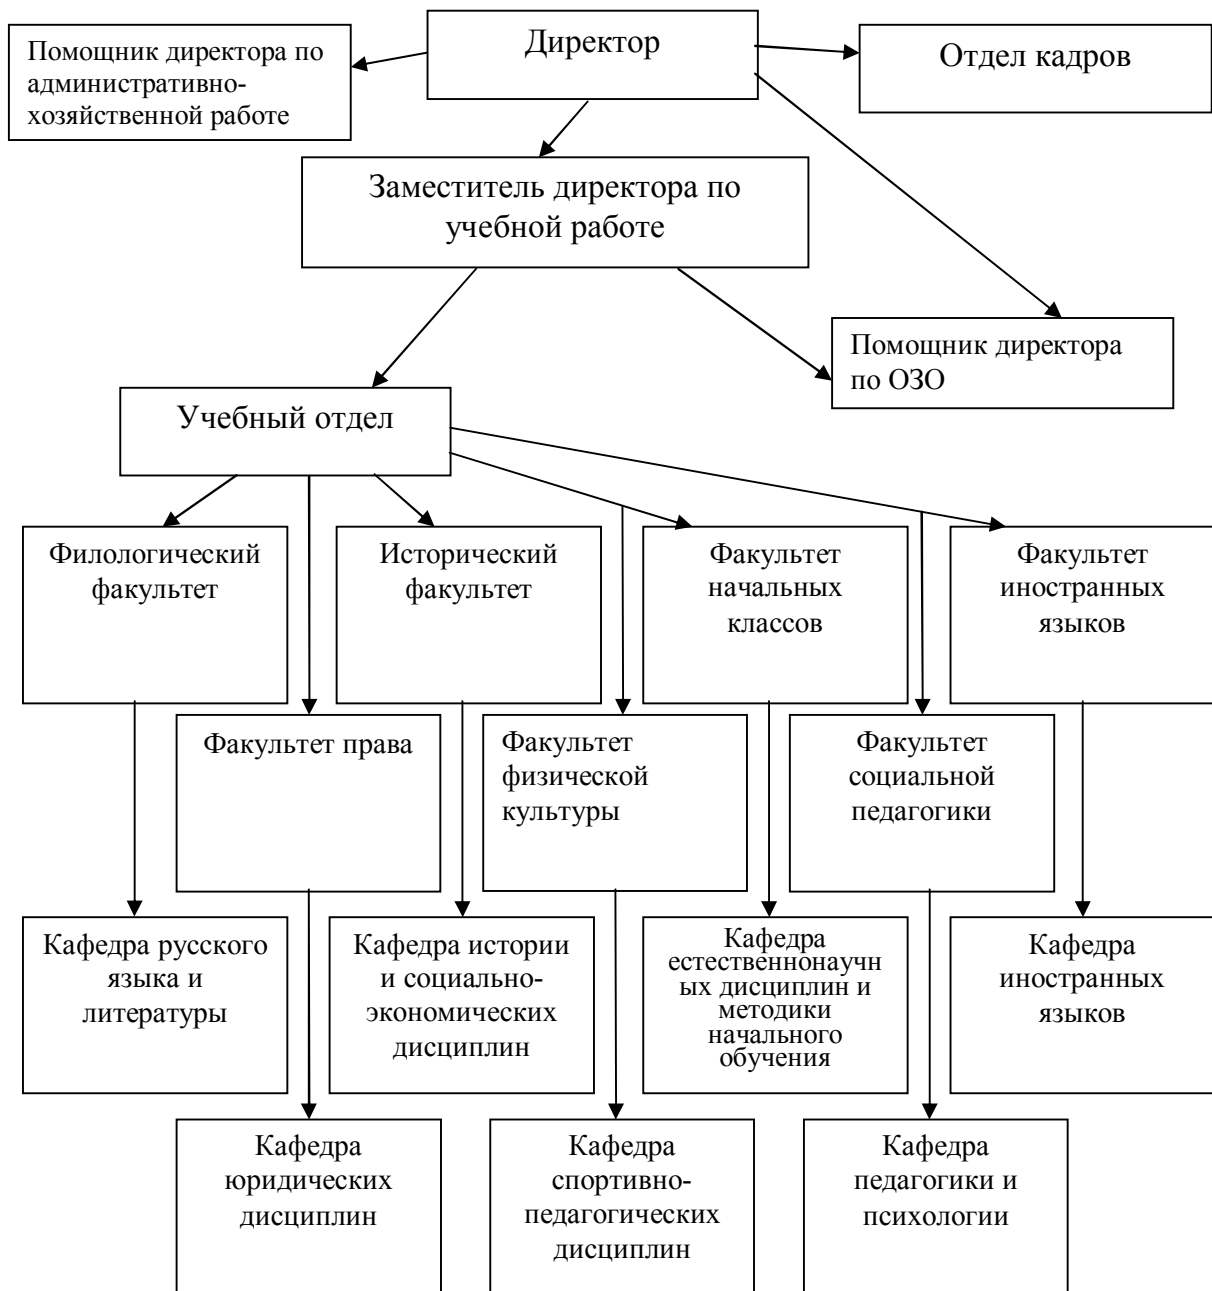 Директор
Помощник директора по
административно-
хозяйственной работе
Отдел кадров
Заместитель директора по
учебной работе
Помощник директора
по ОЗО
Учебный отдел
Филологический
факультет
Исторический
факультет
Факультет
начальных
классов
Факультет
иностранных
языков
Факультет права
Факультет
физической
культуры
Факультет
социальной
педагогики
Кафедра русского
языка и
литературы
Кафедра истории
и социально-
экономических
дисциплин
Кафедра
естественнонаучн
ых дисциплин и
методики
начального
обучения
Кафедра
иностранных
языков
Кафедра
юридических
дисциплин
Кафедра
спортивно-
педагогических
дисциплин
Кафедра
педагогики и
психологии